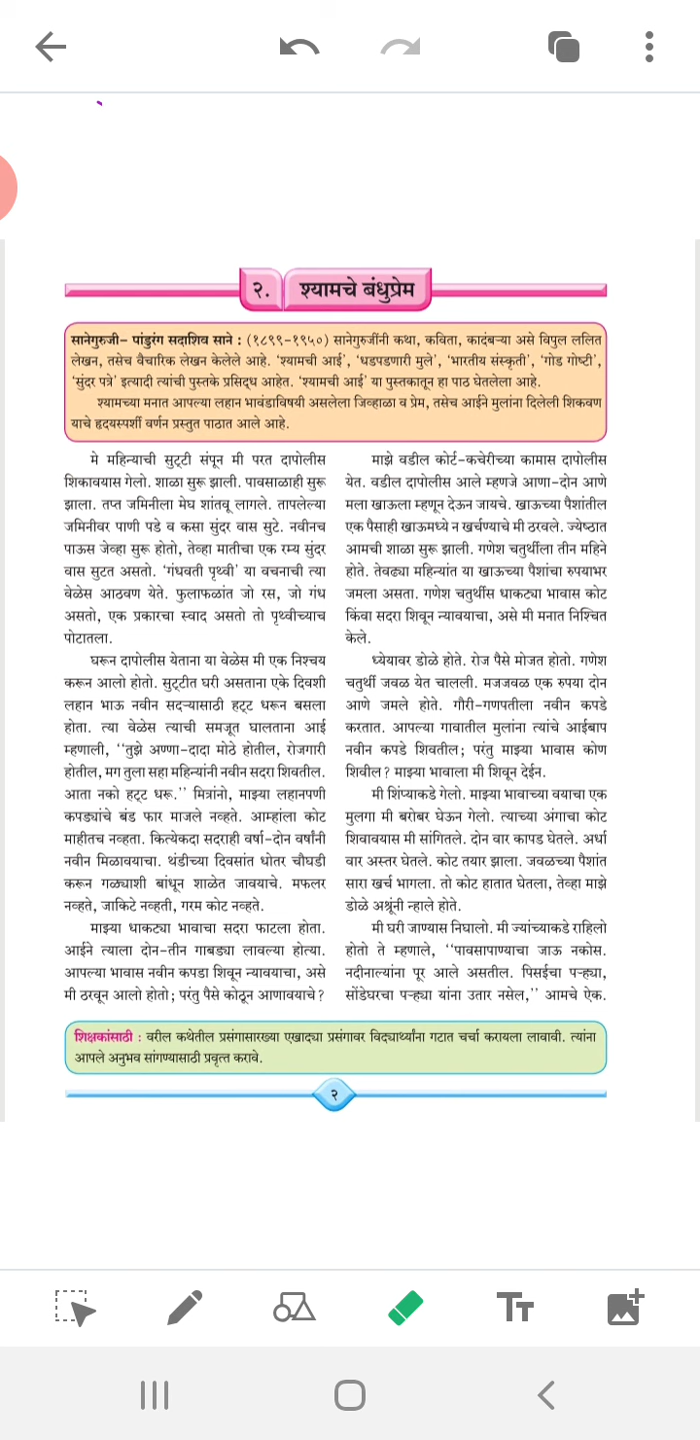 २. श्यामचे बंधुप्रेम
सानेगुरुजी– पांडुरंग सदाशिव साने : (१८९९-१९५०) सानेगुरुजींनी कथा, कविता, कादंबऱ्या असे विपुल ललित
लेखन, तसेच वैचारिक लेखन केलेले आहे. ‘श्यामची आई’, ‘धडपडणारी मुले’, ‘भारतीय संस्कृती’, ‘गोड गोष्टी’,
‘सुंदर पत्रे’ इत्यादी त्यांची पुस्तके प्रसिद्ध आहेत. ‘श्यामची आई’ या पुस्तकातून हा पाठ घेतलेला आहे.
श्यामच्या मनात आपल्या लहान भावंडाविषयी असलेला जिव्हाळा व प्रेम, तसेच आईने मुलांना दिलेली शिकवण
याचे हृदयस्पर्शी वर्णन प्रस्तुत पाठात आले आहे.
मे महिन्याची सुट्टी संपून मी परत दापोलीस
शिकावयास गेलो. शाळा सुरू झाली. पावसाळाही सुरू
झाला. तप्त जमिनीला मेघ शांतवू लागले. तापलेल्या
जमिनीवर पाणी पडे व कसा सुंदर वास सुटे. नवीनच
पाऊस जेव्हा सुरू होतो, तेव्हा मातीचा एक रम्य सुंदर
वास सुटत असतो. ‘गंधवती पृथ्वी’ या वचनाची त्या
वेळेस आठवण येते. फुलाफळांत जो रस, जो गंध
असतो, एक प्रकारचा स्वाद असतो तो पृथ्वीच्याच
पोटातला.
घरून दापोलीस येताना या वेळेस मी एक निश्चय
करून आलो होतो. सुट्टीत घरी असताना एके दिवशी
लहान भाऊ नवीन सदऱ्यासाठी हट्ट धरून बसला
होता. त्या वेळेस त्याची समजूत घालताना आई
म्हणाली, ‘‘तुझे अण्णा-दादा मोठे होतील, रोजगारी
होतील, मग तुला सहा महिन्यांनी नवीन सदरा शिवतील.
आता नको हट्ट धरू.’’ मित्रांनो, माझ्या लहानपणी
कपड्यांचे बंड फार माजले नव्हते. आम्हांला कोट
माहीतच नव्हता. कित्येकदा सदराही वर्षा-दोन वर्षांनी
नवीन मिळावयाचा. थंडीच्या दिवसांत धोतर चौघडी
करून गळ्याशी बांधून शाळेत जावयाचे. मफलर
नव्हते, जाकिटे नव्हती, गरम कोट नव्हते.
माझ्या धाकट्या भावाचा सदरा फाटला होता.
आईने त्याला दोन-तीन गाबड्या लावल्या होत्या.
आपल्या भावास नवीन कपडा शिवून न्यावयाचा, असे
मी ठरवून आलो होतो; परंतु पैसे कोठून आणावयाचे?
माझे वडील कोर्ट-कचेरीच्या कामास दापोलीस
येत. वडील दापोलीस आले म्हणजे आणा-दोन आणे
मला खाऊला म्हणून देऊन जायचे. खाऊच्या पैशांतील
एक पैसाही खाऊमध्ये न खर्चण्याचे मी ठरवले. ज्येष्ठात
आमची शाळा सुरू झाली. गणेश चतुर्थीला तीन महिने
होते. तेवढ्या महिन्यांत या खाऊच्या पैशांचा रुपयाभर
जमला असता. गणेश चतुर्थीस धाकट्या भावास कोट
किंवा सदरा शिवून न्यावयाचा, असे मी मनात निश्चित
केले.
ध्येयावर डोळे होते. रोज पैसे मोजत होतो. गणेश
चतुर्थी जवळ येत चालली. मजजवळ एक रुपया दोन
आणे जमले होते. गौरी-गणपतीला नवीन कपडे
करतात. आपल्या गावातील मुलांना त्यांचे आईबाप
नवीन कपडे शिवतील; परंतु माझ्या भावास कोण
शिवील? माझ्या भावाला मी शिवून देईन.
मी शिंप्याकडे गेलो. माझ्या भावाच्या वयाचा एक
मुलगा मी बरोबर घेऊन गेलो. त्याच्या अंगाचा कोट
शिवावयास मी सांगितले. दोन वार कापड घेतले. अर्धा
वार अस्तर घेतले. कोट तयार झाला. जवळच्या पैशांत
सारा खर्च भागला. तो कोट हातात घेतला, तेव्हा माझे
डोळे अश्रूंनी न्हाले होते.
मी घरी जाण्यास निघालो. मी ज्यांच्याकडे राहिलो
होतो ते म्हणाले, ‘‘पावसापाण्याचा जाऊ नकोस.
नदीनाल्यांना पूर आले असतील. पिसईचा पऱ्ह्या,
सोंडेघरचा पऱ्ह्या यांना उतार नसेल,’’ आमचे ऐक.
शिक्षकांसाठी : वरील कथेतील प्रसंगासारख्या एखाद्या प्रसंगावर विद्यार्थ्यांना गटात चर्चा करायला लावावी. त्यांना
आपले अनुभव सांगण्यासाठी प्रवृत्त करावे.
२
TT